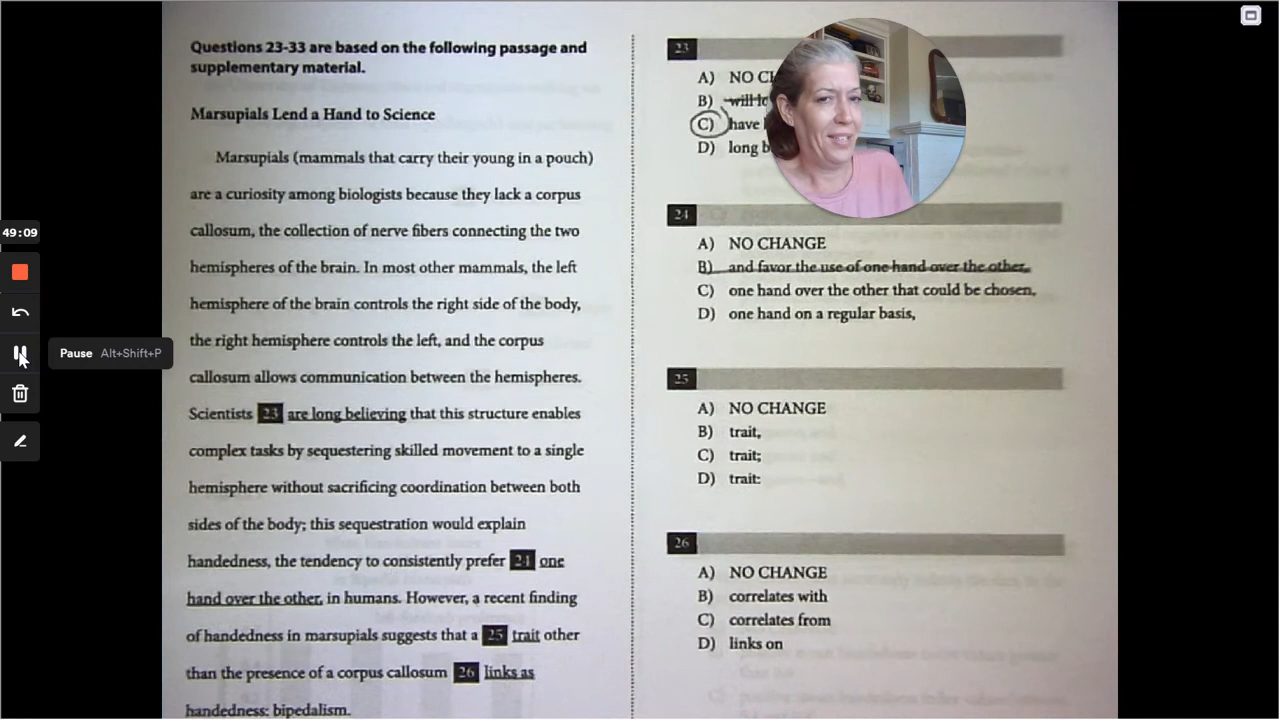 Questions 23-33 are based on the following passage and
supplementary material.
Marsupials Lend a Hand to Science
Marsupials (mammals that carry their young in a pouch)
are a curiosity among biologists because they lack a corpus
callosum, the collection of nerve fibers connecting the two
hemispheres of the brain. In most other mammals, the left
hemisphere of the brain controls the right side of the body,
the right hemisphere controls the left, and the corpus
callosum allows communication between the hemispheres.
Scientists 23 are long believing that this structure enables
complex tasks by sequestering skilled movement to a single
hemisphere without sacrificing coordination between both
sides of the body; this sequestration would explain
handedness, the tendency to consistently prefer 24 one
hand over the other, in humans. However, a recent finding
of handedness in marsupials suggests that a 25 trait other
than the presence of a corpus callosum 26 links as
handedness: bipedalism.
23
A) NO
B) will
C) have
D) long
24
A) NO CHANGE
B) and favor the use of one hand over the other,
C) one hand over the other that could be chosen,
D) one hand on a regular basis,
25
A) NO CHANGE
B) trait,
C) trait;
D) trait:
26
A) NO CHANGE
B) correlates with
C) correlates from
D) links on
49:09
Pause Alt+Shift+P